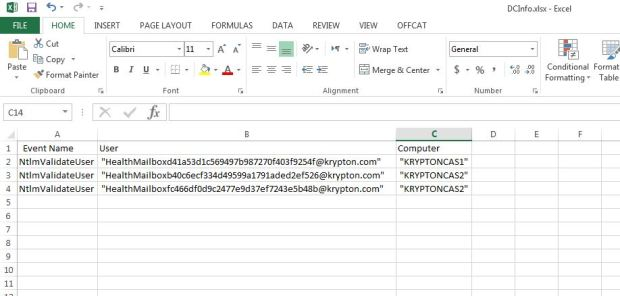 DCInfo.xlsx - Excel
FILE HOME INSERT PAGE LAYOUT FORMULAS DATA REVIEW VIEW OFFCAT
Paste
Cut
Copy
Format Painter
Clipboard
Calibri 11 A A
B I U A
Font
Wrap Text
Merge & Center
Alignment
General
$ % , .00 .0
Number
Conditional Formatting
Format Table
C14 fx
A B C D E F
1 Event Name User Computer
2 NtlmValidateUser "HealthMailboxd41a53d1c569497b987270f403f9254f@krypton.com" "KRYPTONCAS1"
3 NtlmValidateUser "HealthMailboxb40c6ecf334d49599a1791aded2ef526@krypton.com" "KRYPTONCAS2"
4 NtlmValidateUser "HealthMailboxfc466df0d9c2477e9d37ef7243e5b48b@krypton.com" "KRYPTONCAS2"
5
6
7
8
9
10
11